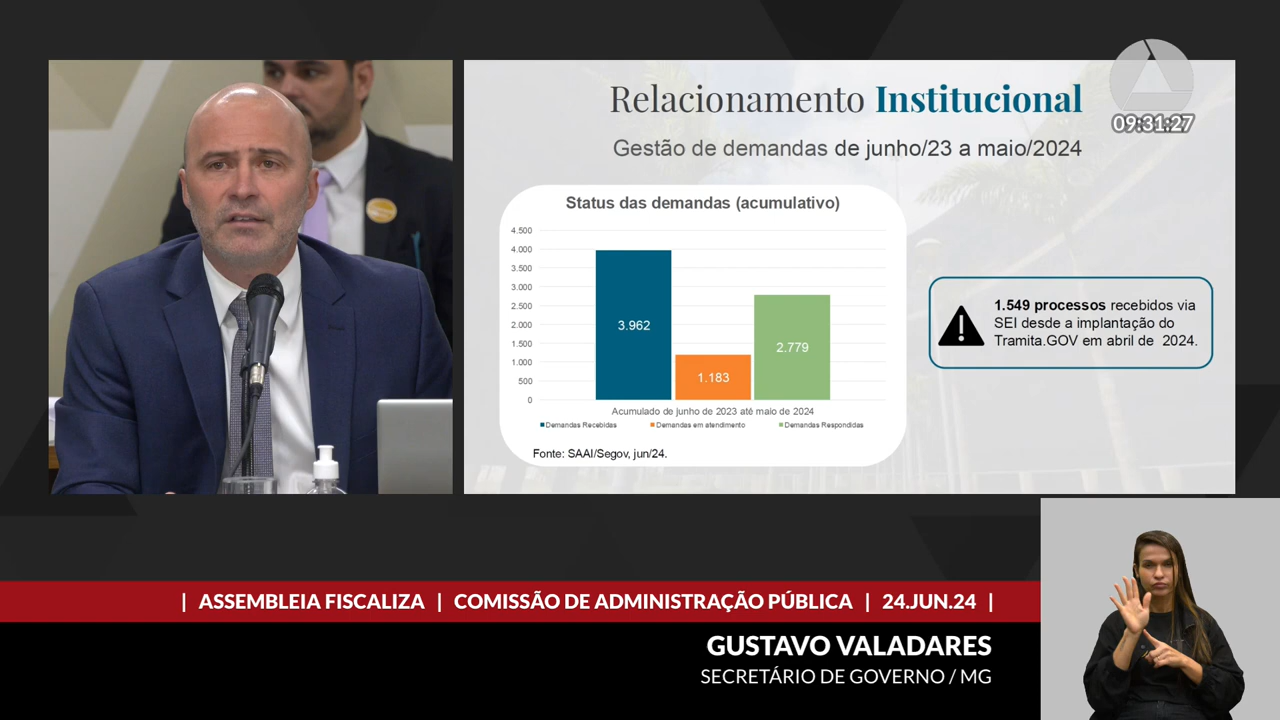 Relacionamento Institucional
09:31:27
Gestão de demandas de junho/23 a maio/2024
Status das demandas (acumulativo)
4.500
4.000
3.500
3.000
2.500
2.000
1.500
1.000
500
0
3.962
1.183
2.779
Acumulado de junho de 2023 até maio de 2024
Demandas Recebidas
Demandas em atendimento
Demandas Respondidas
Fonte: SAAI/Segov, jun/24.
1.549 processos recebidos via
SEI desde a implantação do
Tramita.GOV em abril de 2024.
| ASSEMBLEIA FISCALIZA | COMISSÃO DE ADMINISTRAÇÃO PÚBLICA | 24.JUN.24 |
GUSTAVO VALADARES
SECRETÁRIO DE GOVERNO / MG